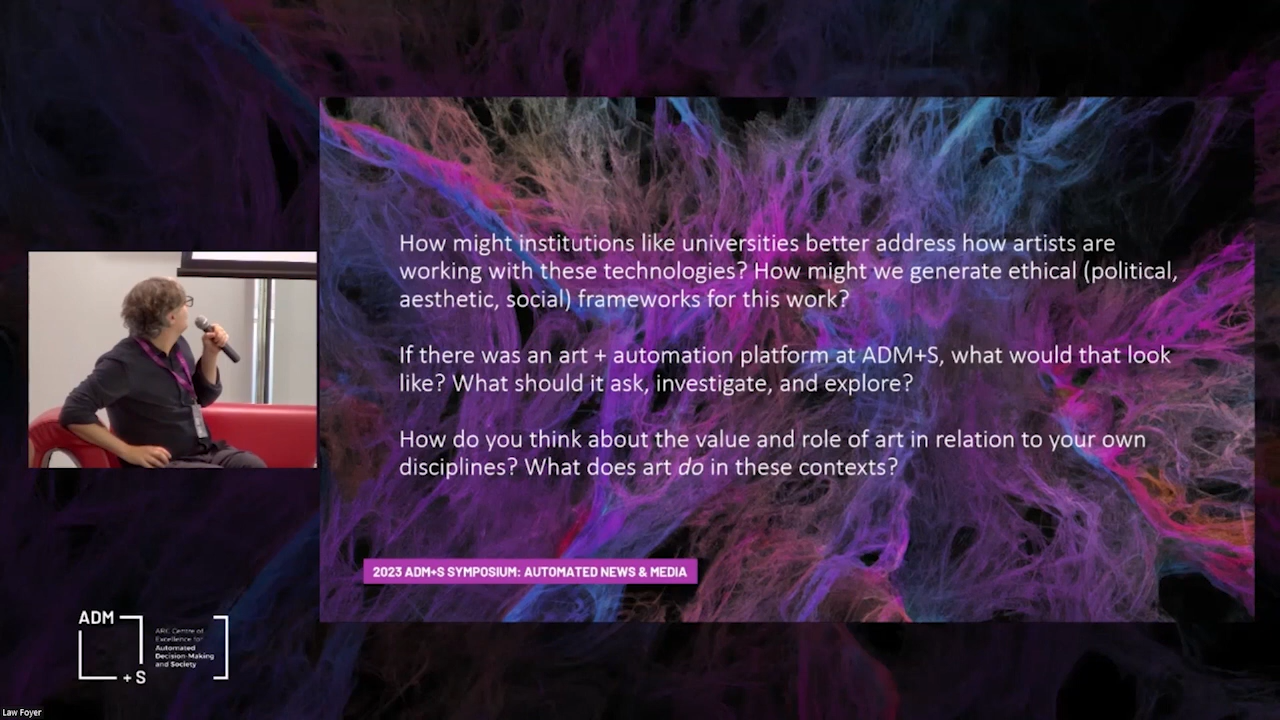 How might institutions like universities better address how artists are
working with these technologies? How might we generate ethical (political,
aesthetic, social) frameworks for this work?
If there was an art + automation platform at ADM+S, what would that look
like? What should it ask, investigate, and explore?
How do you think about the value and role of art in relation to your own
disciplines? What does art do in these contexts?
2023 ADM+S SYMPOSIUM: AUTOMATED NEWS & MEDIA
ADM
+ S
ARC Centre of
Excellence for
Automated
Decision-Making
and Society
Law Foyer